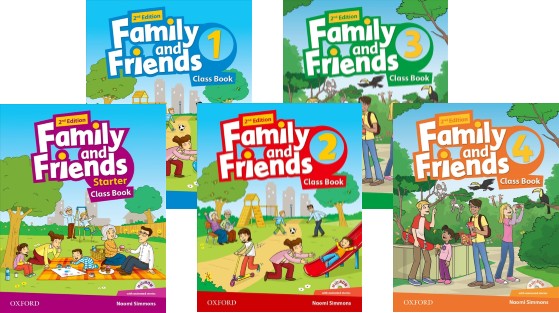 2nd Edition
Family
and
Friends
1
Class Book
2nd Edition
Family
and
Friends
3
Class Book
2nd Edition
Family
and
Friends
Starter
Class Book
OXFORD
Naomi Simmons
2nd Edition
Family
and
Friends
2
Class Book
OXFORD
Naomi Simmons
2nd Edition
Family
and
Friends
4
Class Book
OXFORD
Naomi Simmons